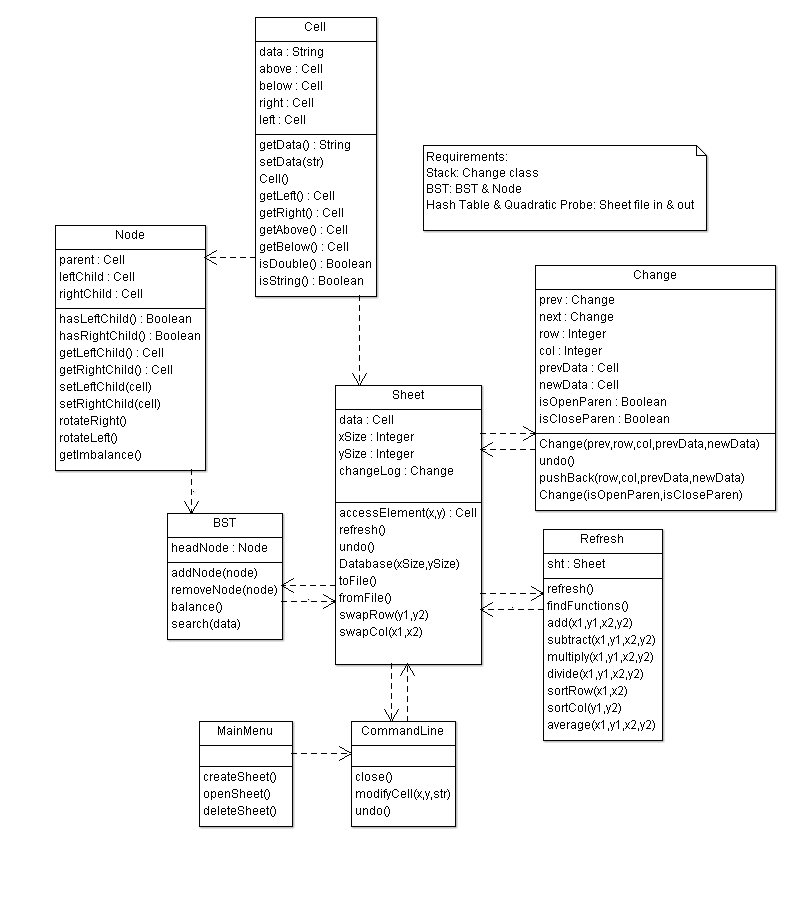 Cell
data : String
above : Cell
below : Cell
right : Cell
left : Cell
getData() : String
setData(str)
Cell()
getLeft() : Cell
getRight() : Cell
getAbove() : Cell
getBelow() : Cell
isDouble() : Boolean
isString() : Boolean
Requirements:
Stack: Change class
BST: BST & Node
Hash Table & Quadratic Probe: Sheet file in & out
Node
parent : Cell
leftChild : Cell
rightChild : Cell
hasLeftChild() : Boolean
hasRightChild() : Boolean
getLeftChild() : Cell
getRightChild() : Cell
setLeftChild(cell)
setRightChild(cell)
rotateRight()
rotateLeft()
getImbalance()
Change
prev : Change
next : Change
row : Integer
col : Integer
prevData : Cell
newData : Cell
isOpenParen : Boolean
isCloseParen : Boolean
Change(prev,row,col,prevData,newData)
undo()
pushBack(row,col,prevData,newData)
Change(isOpenParen,isCloseParen)
Sheet
data : Cell
xSize : Integer
ySize : Integer
changeLog : Change
accessElement(x,y) : Cell
refresh()
undo()
Database(xSize,ySize)
toFile()
fromFile()
swapRow(y1,y2)
swapCol(x1,x2)
BST
headNode : Node
addNode(node)
removeNode(node)
balance()
search(data)
Refresh
sht : Sheet
refresh()
findFunctions()
add(x1,y1,x2,y2)
subtract(x1,y1,x2,y2)
multiply(x1,y1,x2,y2)
divide(x1,y1,x2,y2)
sortRow(x1,x2)
sortCol(y1,y2)
average(x1,y1,x2,y2)
MainMenu
createSheet()
openSheet()
deleteSheet()
CommandLine
close()
modifyCell(x,y,str)
undo()